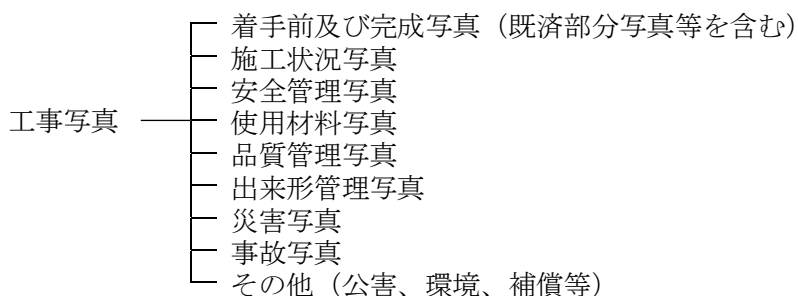 着手前及び完成写真（既済部分写真等を含む）
施工状況写真
安全管理写真
工事写真
使用材料写真
品質管理写真
出来形管理写真
災害写真
事故写真
その他（公害、環境、補償等）